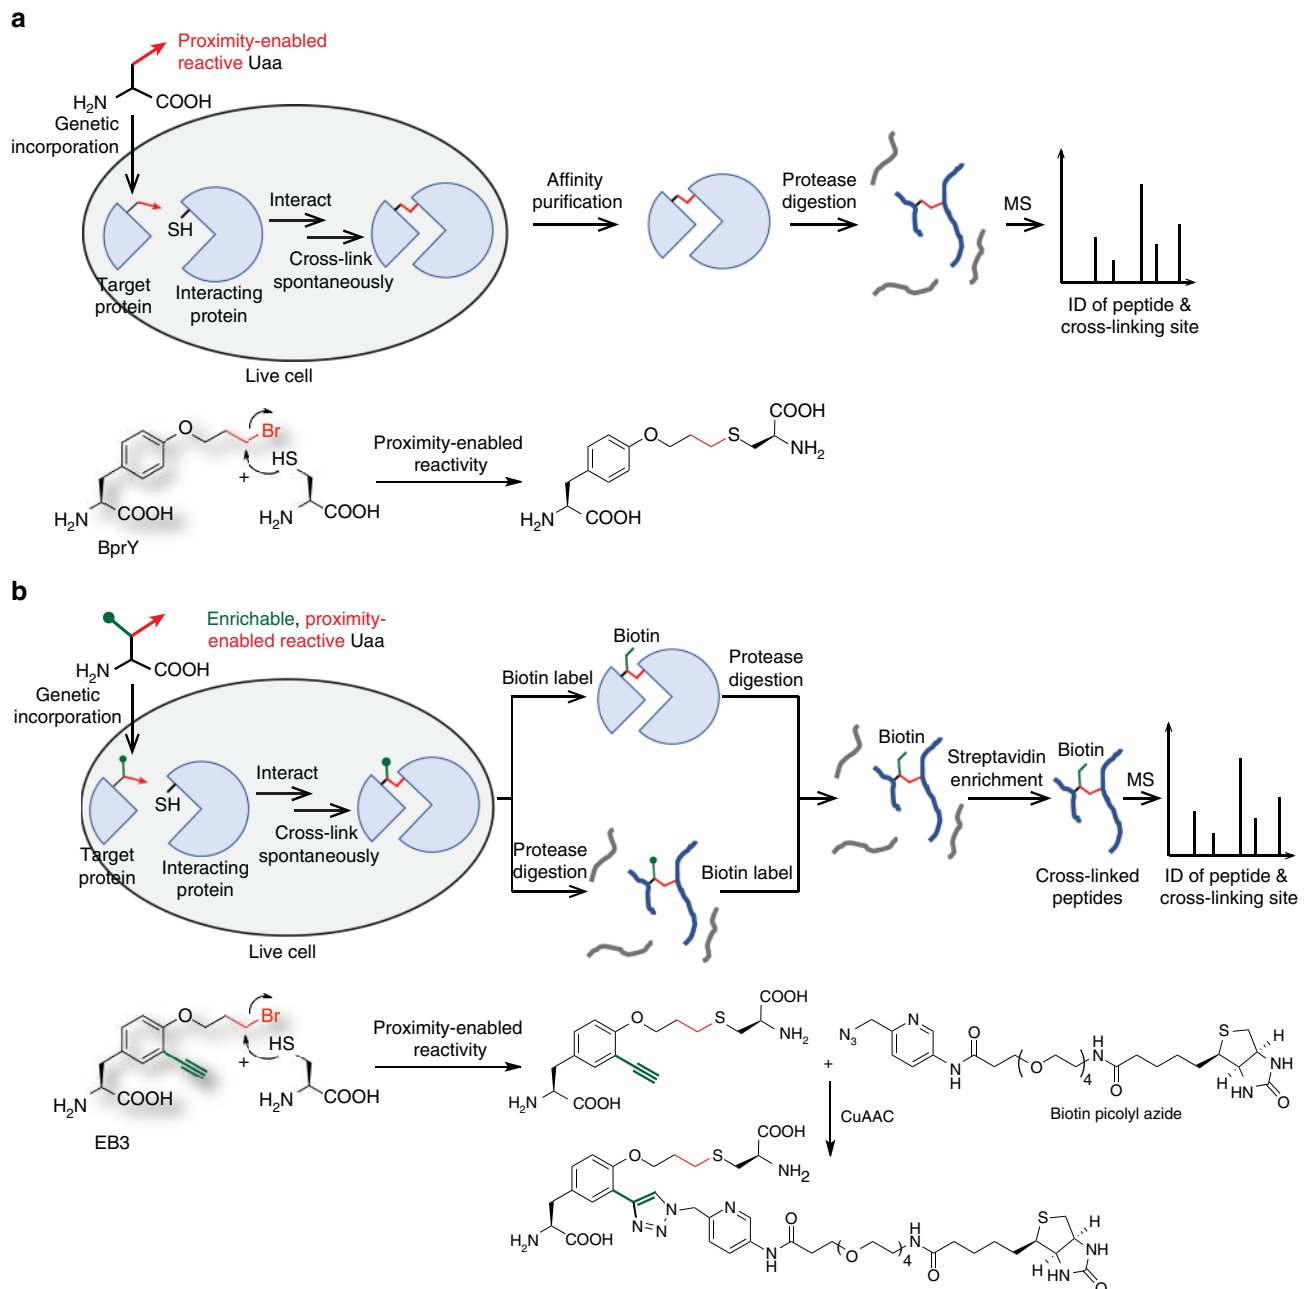 a
Proximity-enabled
reactive Uaa
H2N
COOH
Genetic
incorporation
SH
Interact
Cross-link
spontaneously
Target
protein
Interacting
protein
Live cell
Affinity
purification
Protease
digestion
MS
ID of peptide &
cross-linking site
O
Br
HS
+
H2N
COOH
H2N
COOH
BprY
Proximity-enabled
reactivity
O
S
COOH
NH2
H2N
COOH
b
Enrichable, proximity-
enabled reactive Uaa
H2N
COOH
Genetic
incorporation
SH
Interact
Cross-link
spontaneously
Target
protein
Interacting
protein
Live cell
Biotin label
Biotin
Protease
digestion
Protease
digestion
Biotin label
Biotin
Streptavidin
enrichment
Biotin
MS
Cross-linked
peptides
ID of peptide &
cross-linking site
O
Br
HS
+
H2N
COOH
H2N
COOH
EB3
Proximity-enabled
reactivity
O
S
COOH
NH2
H2N
COOH
+
N3
N
N
H
O
O
4
H
N
O
S
H
H
NH
HN
O
Biotin picolyl azide
CuAAC
O
S
COOH
NH2
H2N
COOH
N
N
N
N
N
H
O
O
4
H
N
O
S
H
H
NH
HN
O